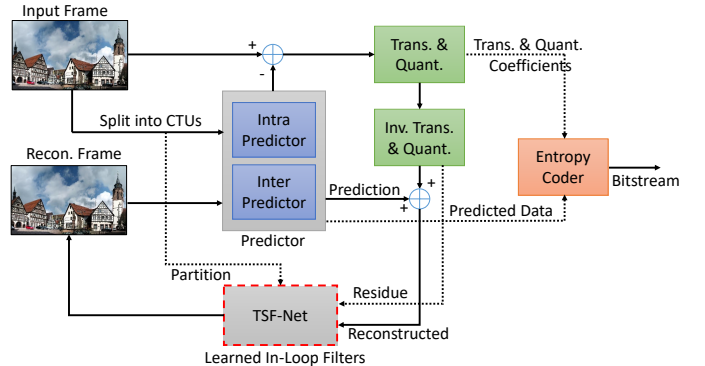 Input Frame
+
-
Trans. &
Quant.
Trans. & Quant.
Coefficients
Split into CTUs
Intra
Predictor
Inv. Trans.
& Quant.
Entropy
Coder
Bitstream
Recon. Frame
Inter
Predictor
Prediction
+
+
Predicted Data
Predictor
Partition
Residue
TSF-Net
Reconstructed
Learned In-Loop Filters